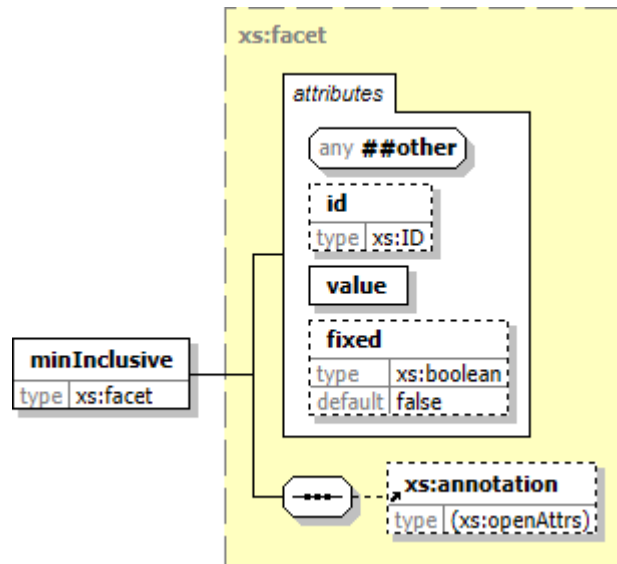 xs:facet
attributes
any ##other
id
type xs:ID
value
fixed
type xs:boolean
default false
minInclusive
type xs:facet
xs:annotation
type (xs:openAttrs)